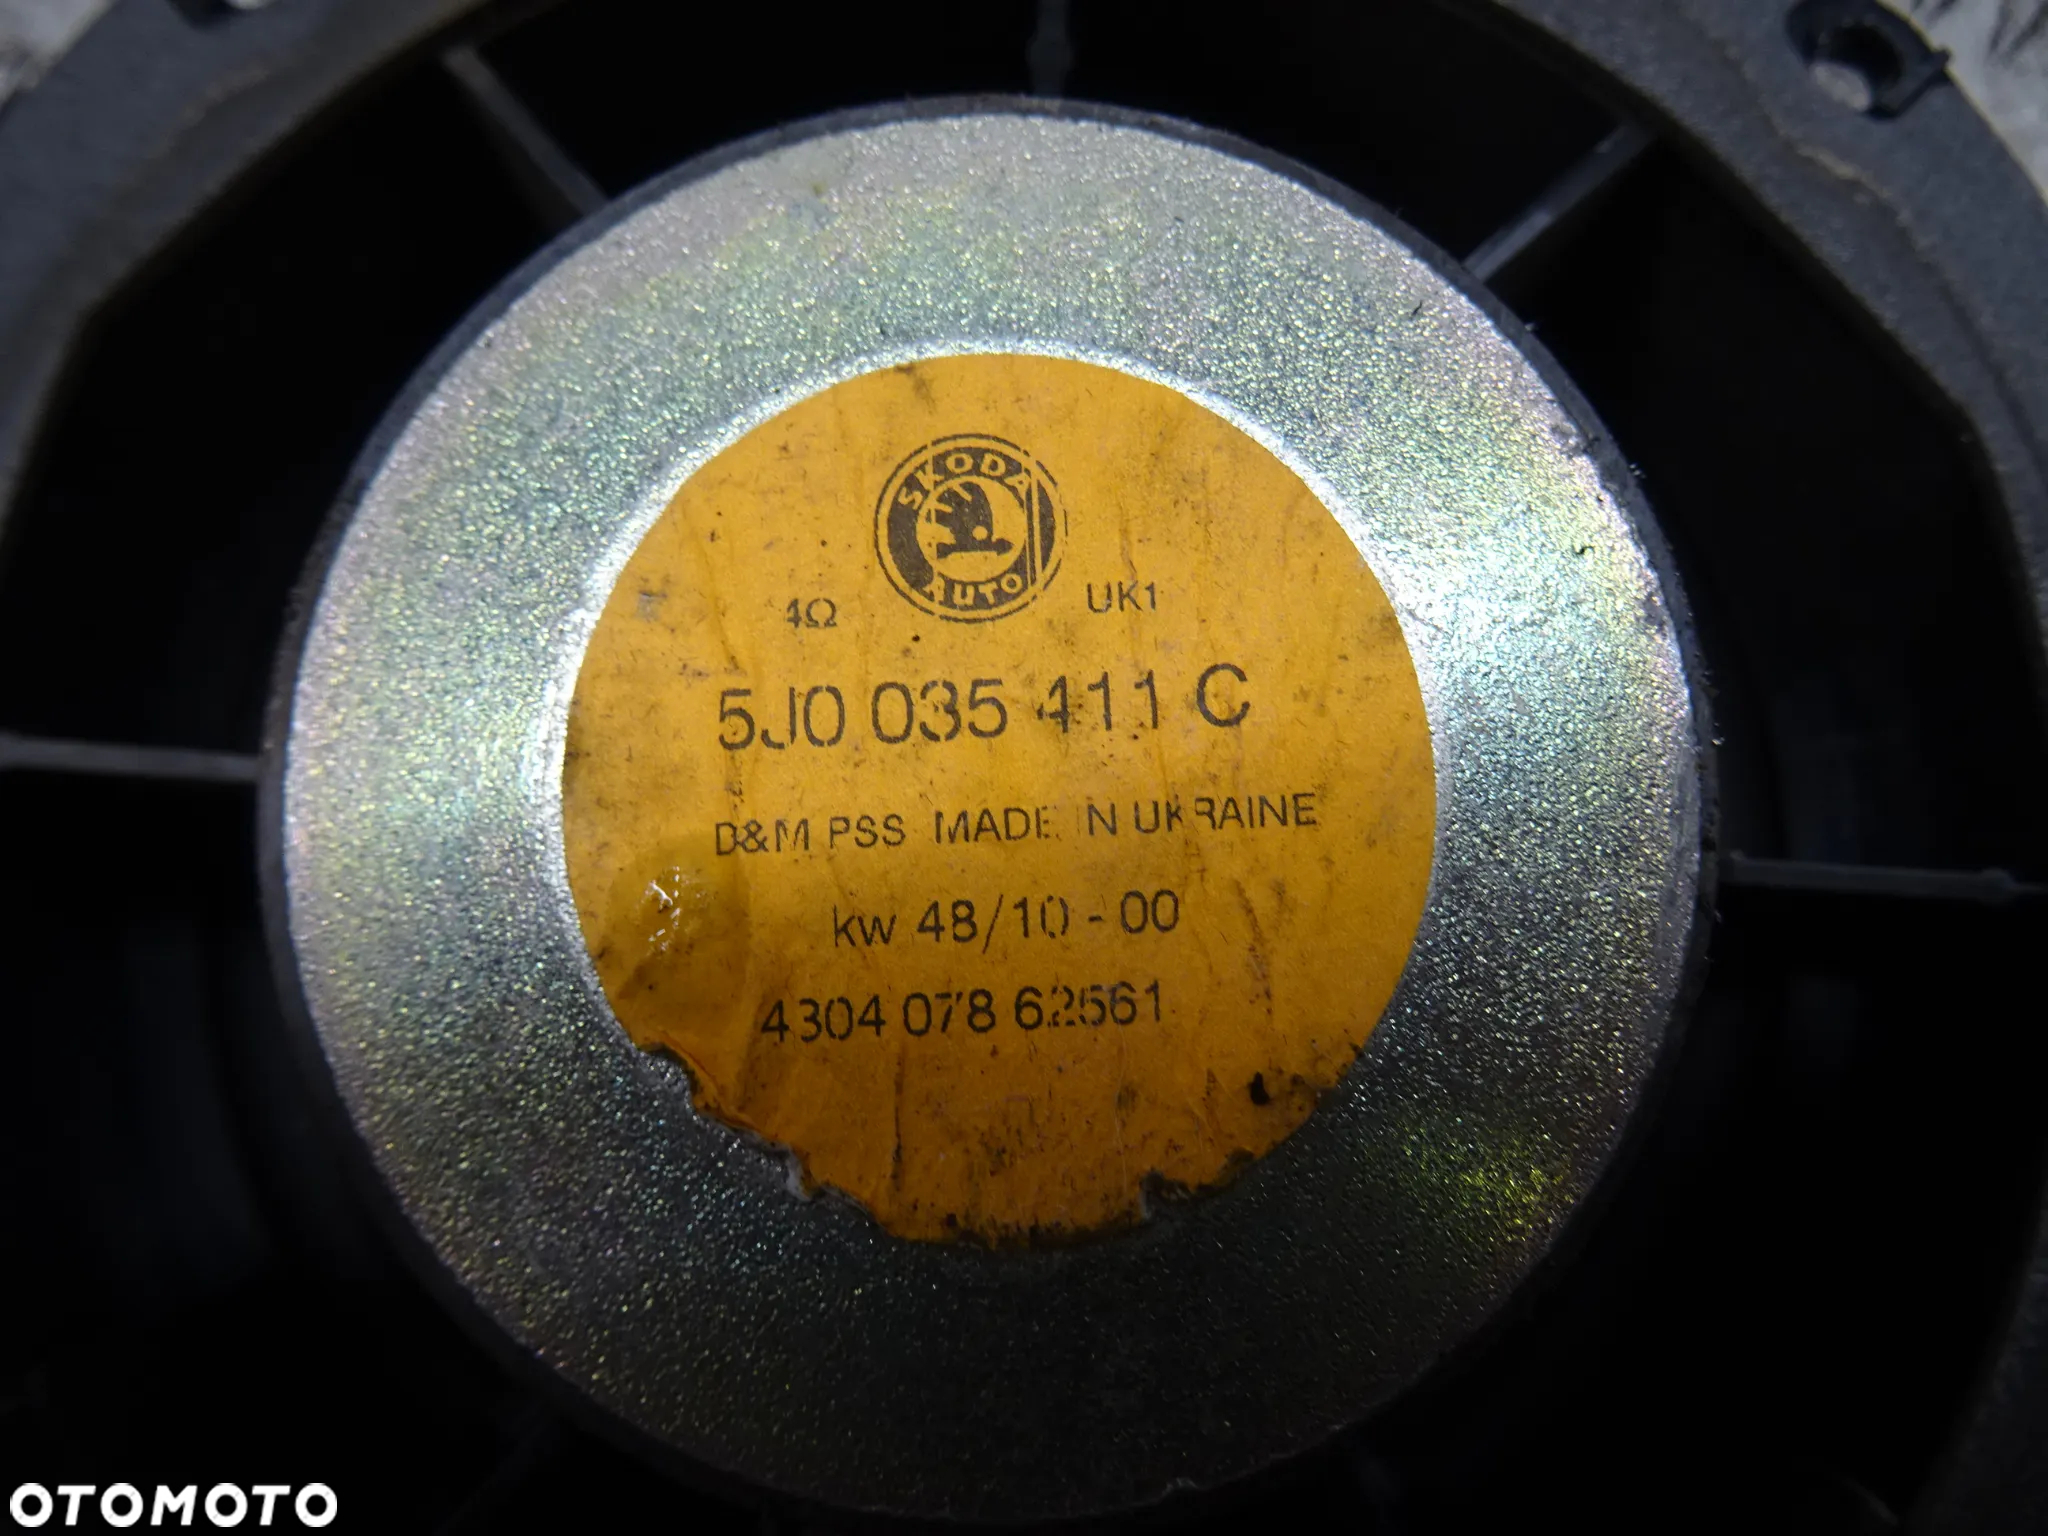 SKODA
AUTO
4Ω
UK1
5J0 035 411 C
D&M PSS MADE IN UKRAINE
kw 48/10 - 00
4304 078 62561
OTOMOTO